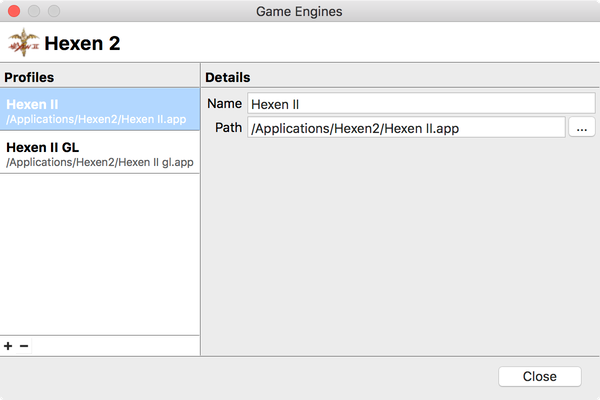 Game Engines
Hexen 2
Profiles
Details
Hexen II
/Applications/Hexen2/Hexen II.app
Hexen II GL
/Applications/Hexen2/Hexen II gl.app
Name Hexen II
Path /Applications/Hexen2/Hexen II.app ...
+ −
Close